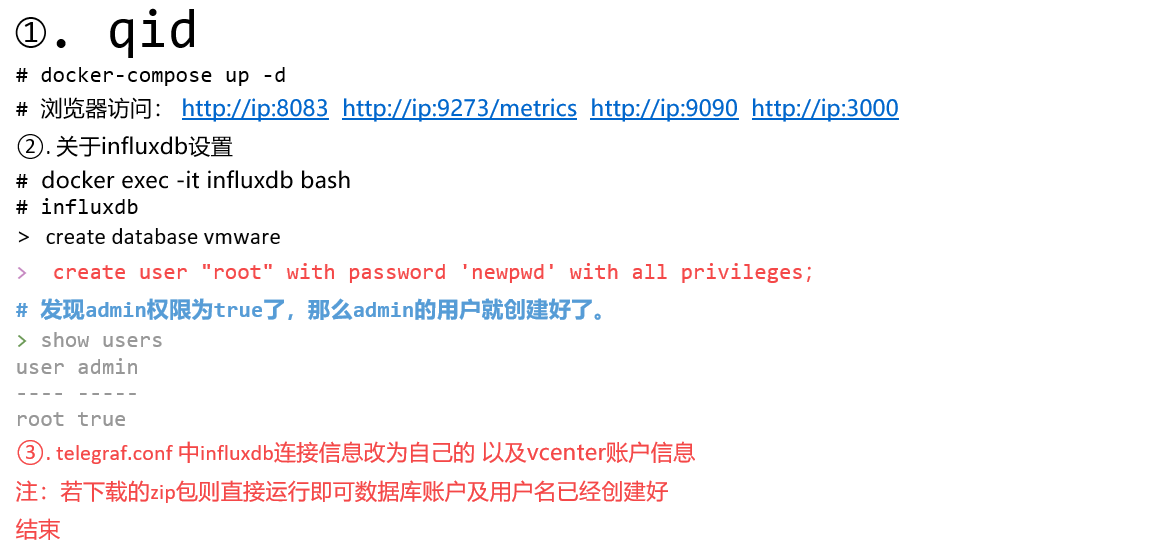 ①. qid
# docker-compose up -d
# 浏览器访问： http://ip:8083 http://ip:9273/metrics http://ip:9090 http://ip:3000
②. 关于influxdb设置
# docker exec -it influxdb bash
# influxdb
> create database vmware
> create user "root" with password 'newpwd' with all privileges;
# 发现admin权限为true了，那么admin的用户就创建好了。
> show users
user admin
---- -----
root true
③. telegraf.conf 中influxdb连接信息改为自己的 以及vcenter账户信息
注：若下载的zip包则直接运行即可数据库账户及用户名已经创建好
结束